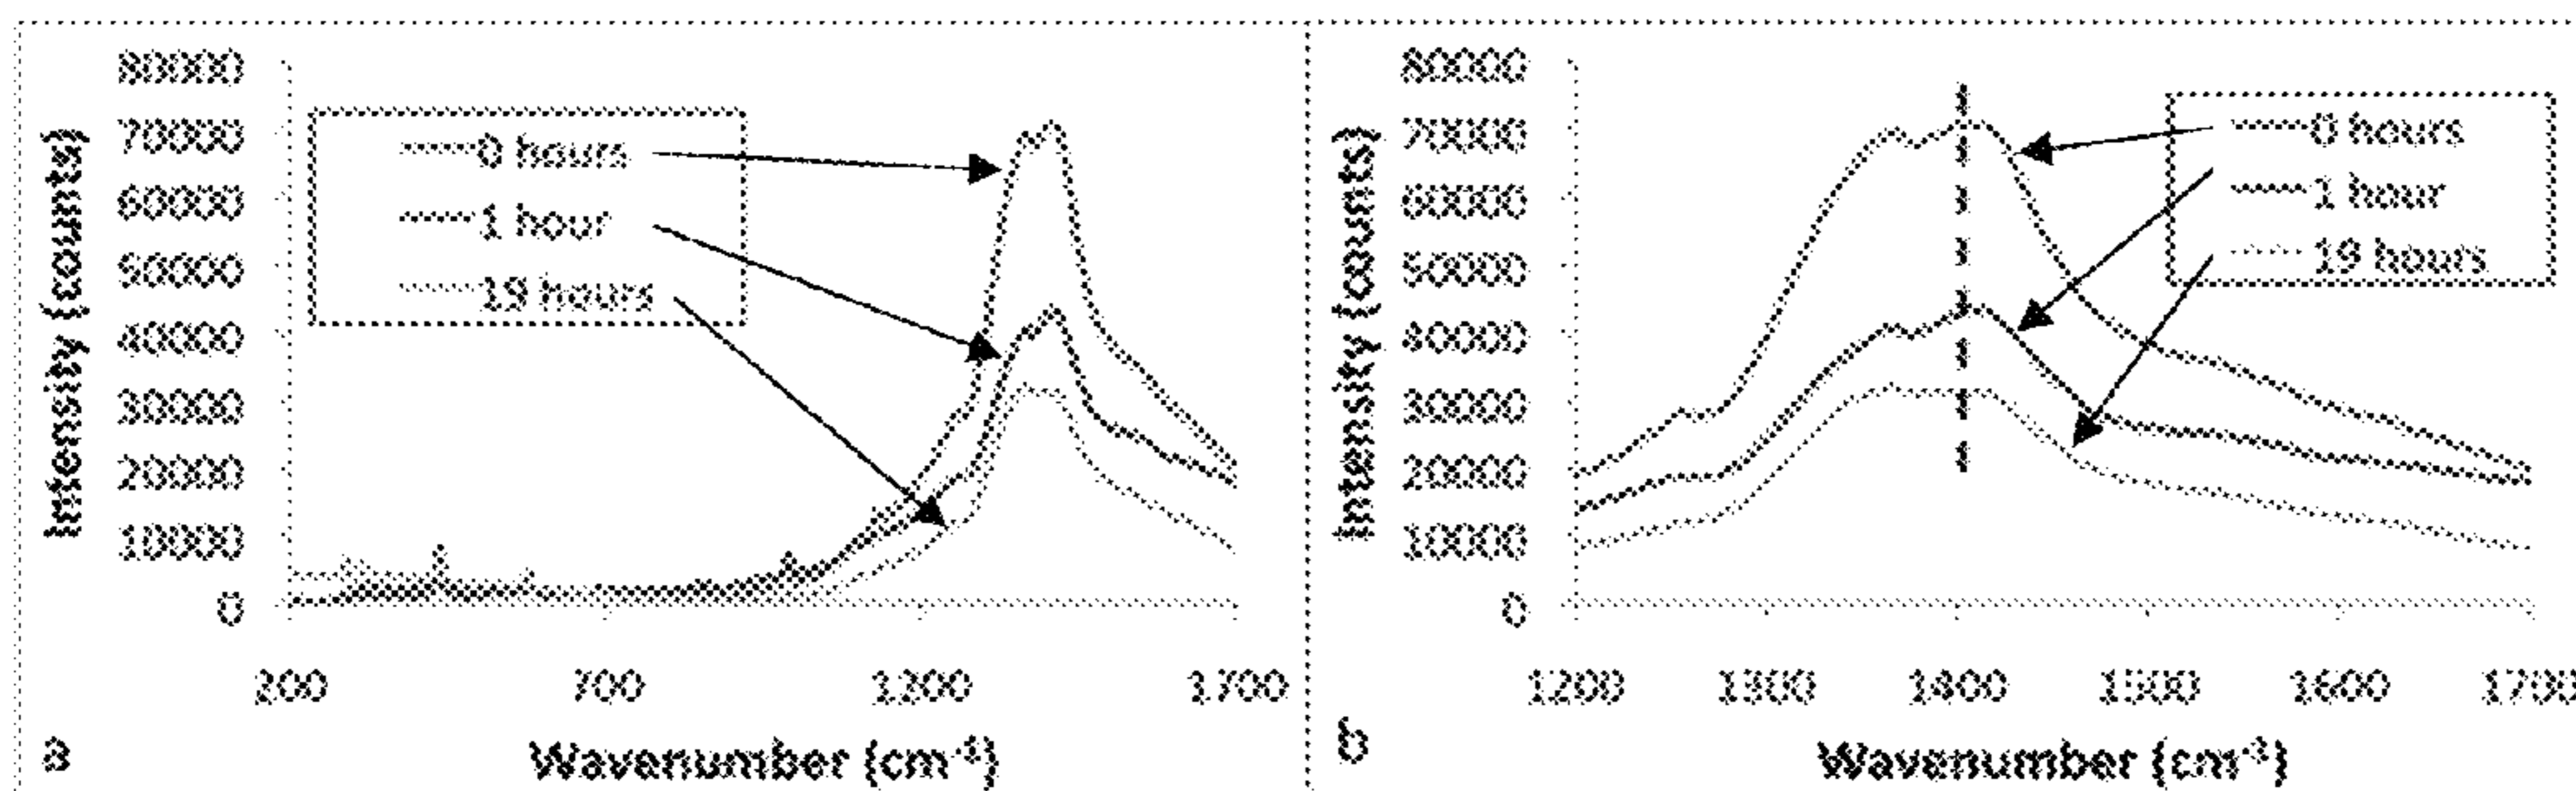 80000
70000
60000
50000
40000
30000
20000
10000
0
Intensity (counts)
0 hours
1 hour
19 hours
200 700 1200 1700
Wavenumber (cm-1)
a
80000
70000
60000
50000
40000
30000
20000
10000
0
Intensity (counts)
0 hours
1 hour
19 hours
1200 1300 1400 1500 1600 1700
Wavenumber (cm-1)
b